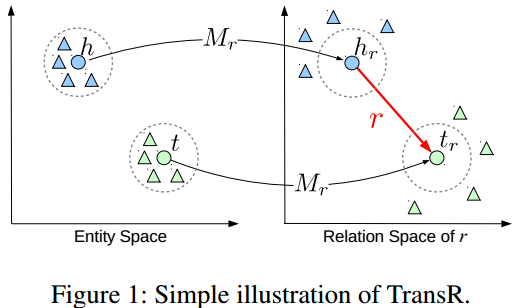 h
M_r
h_r
r
t
t_r
M_r
Entity Space
Relation Space of r
Figure 1: Simple illustration of TransR.